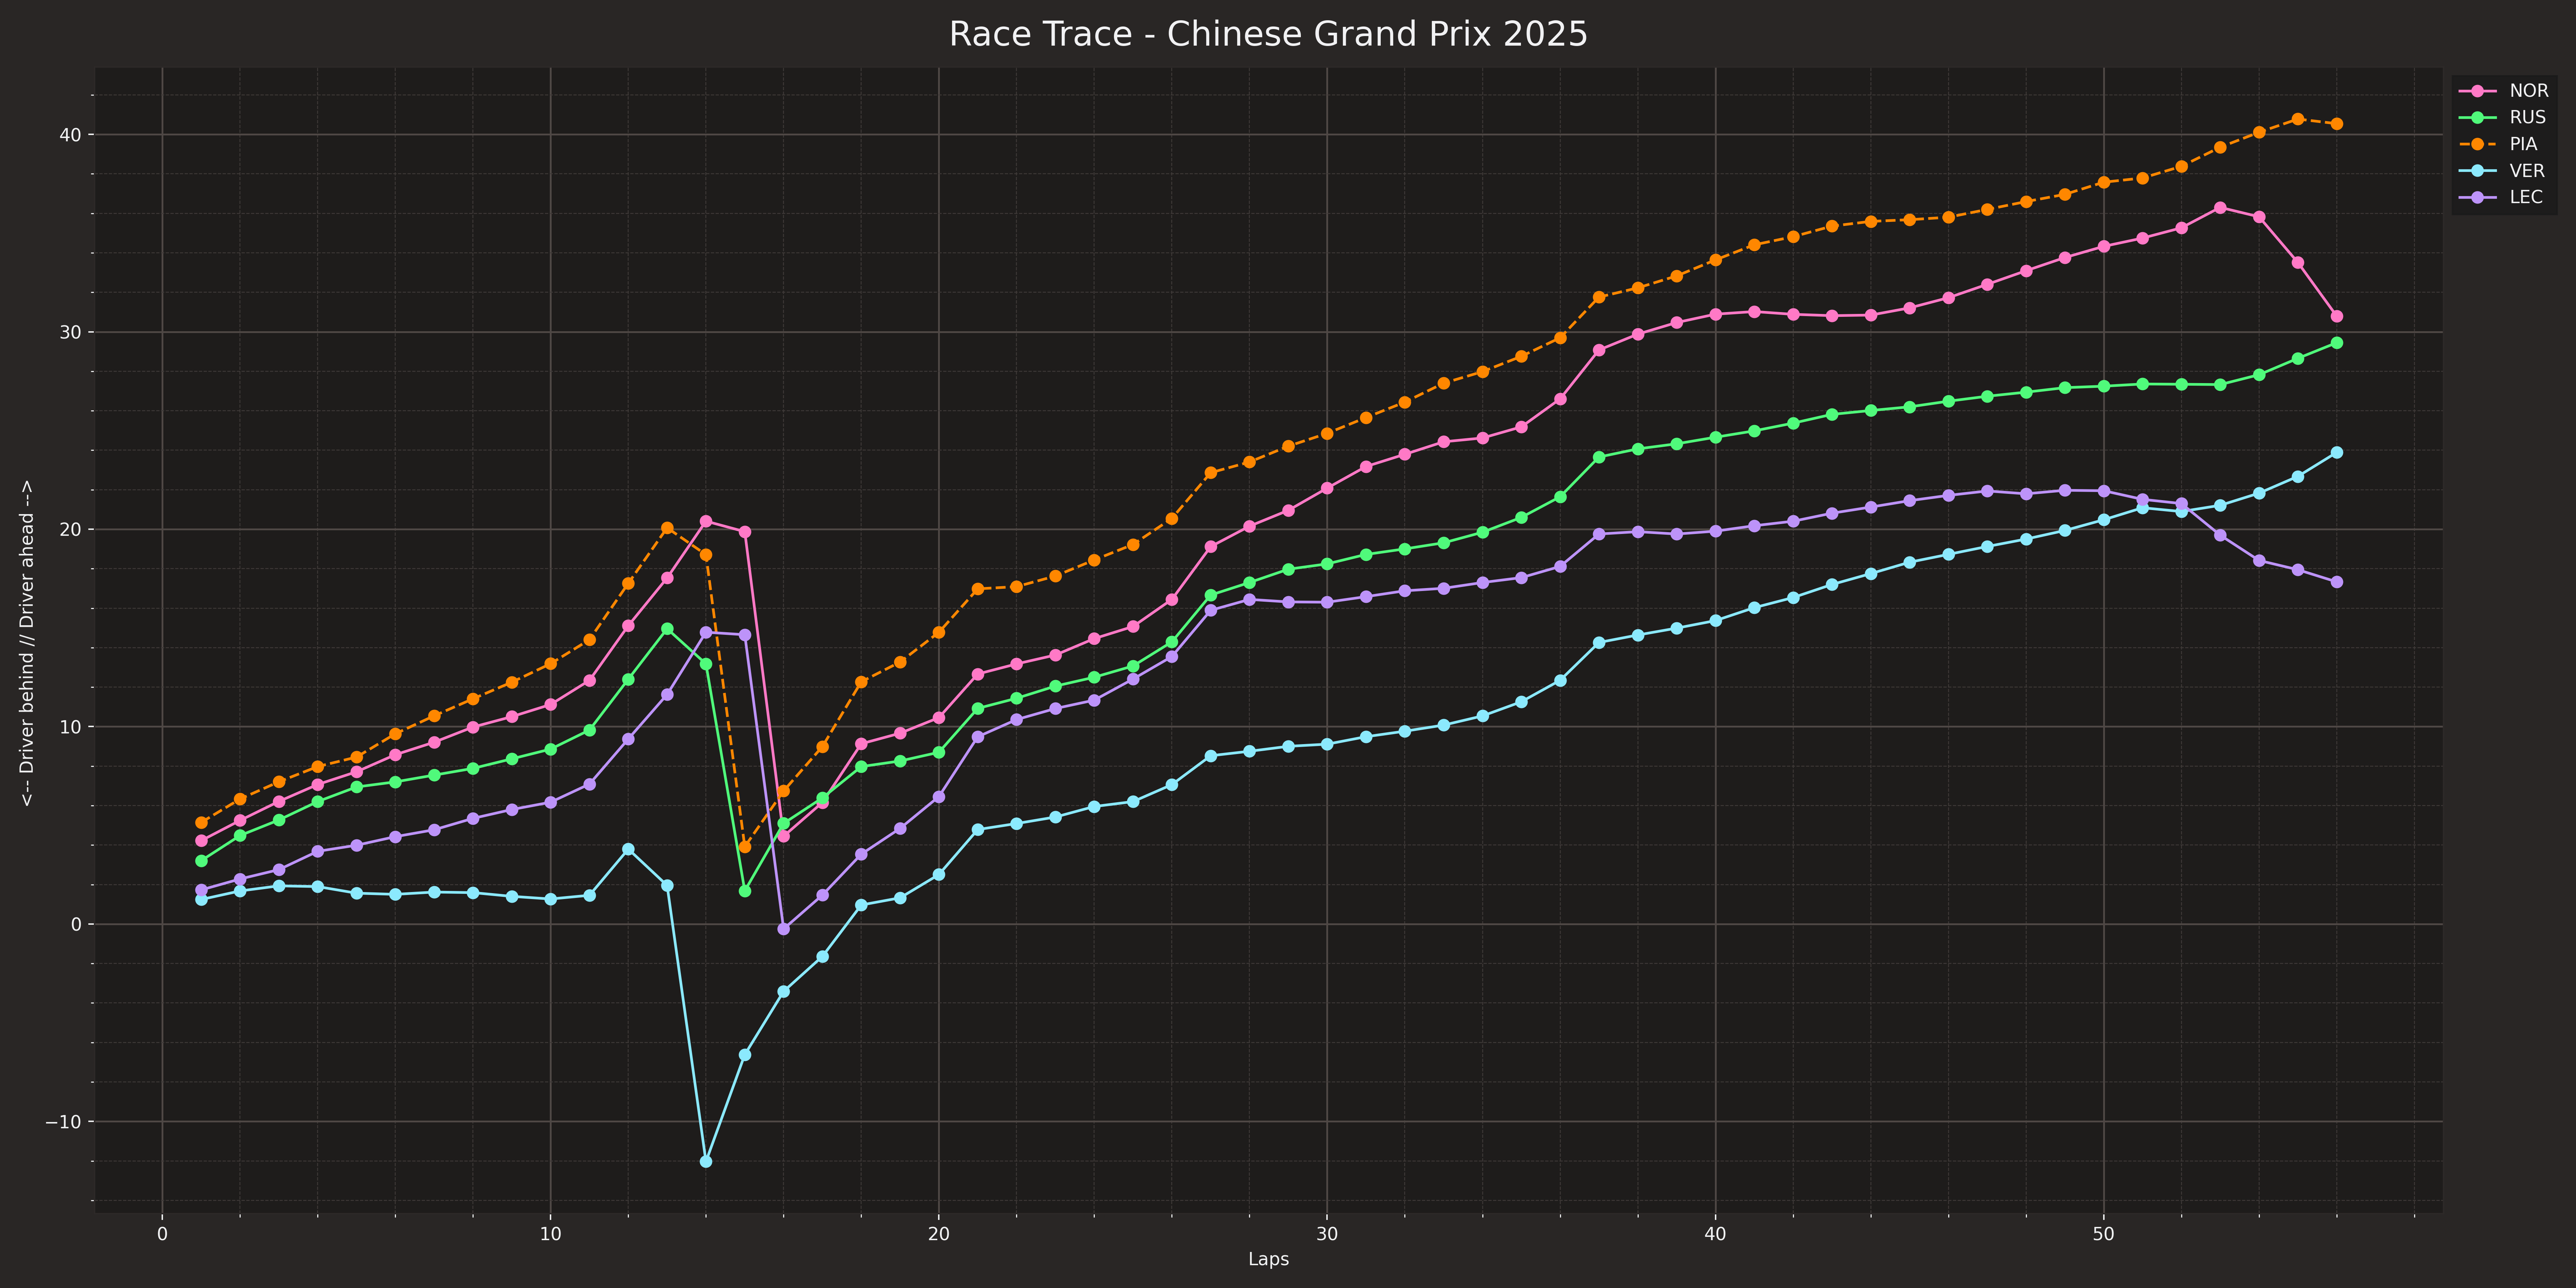 Race Trace - Chinese Grand Prix 2025
NOR
RUS
PIA
VER
LEC
<-- Driver behind // Driver ahead -->
40
30
20
10
0
−10
0 10 20 30 40 50
Laps